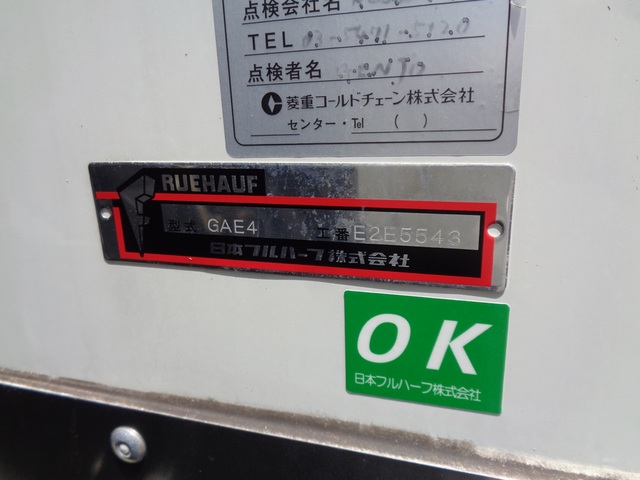 点検会社名
TEL 03-5471-5120
点検者名
菱重コールドチェーン株式会社
センター・Tel ( )
RUEHAUF
型式 GAE4 工番 E2E5543
日本フルハーフ株式会社
OK
日本フルハーフ株式会社